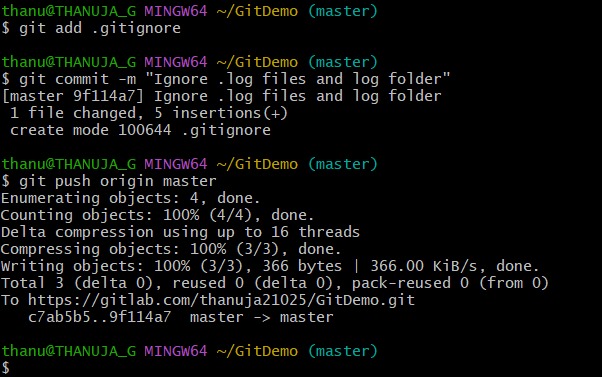 thanu@THANUJA_G MINGW64 ~/GitDemo (master)
$ git add .gitignore
thanu@THANUJA_G MINGW64 ~/GitDemo (master)
$ git commit -m "Ignore .log files and log folder"
[master 9f114a7] Ignore .log files and log folder
 1 file changed, 5 insertions(+)
 create mode 100644 .gitignore
thanu@THANUJA_G MINGW64 ~/GitDemo (master)
$ git push origin master
Enumerating objects: 4, done.
Counting objects: 100% (4/4), done.
Delta compression using up to 16 threads
Compressing objects: 100% (3/3), done.
Writing objects: 100% (3/3), 366 bytes | 366.00 KiB/s, done.
Total 3 (delta 0), reused 0 (delta 0), pack-reused 0 (from 0)
To https://gitlab.com/thanuja21025/GitDemo.git
   c7ab5b5..9f114a7  master -> master
thanu@THANUJA_G MINGW64 ~/GitDemo (master)
$